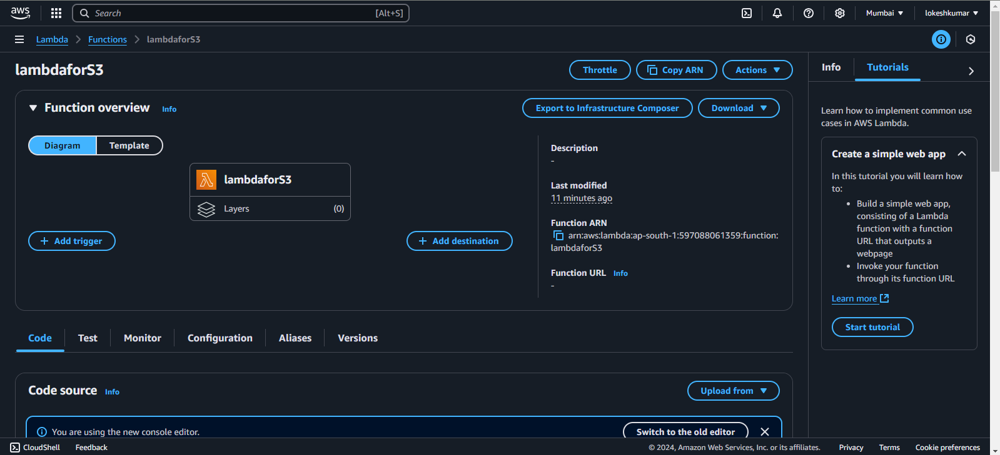 aws
Search [Alt+S]
Mumbai
lokeshkumar
Lambda
Functions
lambdaforS3
lambdaforS3
Throttle
Copy ARN
Actions
Info
Tutorials
Function overview Info
Export to Infrastructure Composer
Download
Diagram
Template
lambdaforS3
Layers (0)
Add trigger
Add destination
Description
-
Last modified
11 minutes ago
Function ARN
arn:aws:lambda:ap-south-1:597088061359:function:
lambdaforS3
Function URL Info
-
Learn how to implement common use
cases in AWS Lambda.
Create a simple web app
In this tutorial you will learn how
to:
• Build a simple web app,
consisting of a Lambda
function with a function
URL that outputs a
webpage
• Invoke your function
through its function URL
Learn more
Start tutorial
Code
Test
Monitor
Configuration
Aliases
Versions
Code source Info
Upload from
You are using the new console editor.
Switch to the old editor
CloudShell
Feedback
© 2024, Amazon Web Services, Inc. or its affiliates.
Privacy
Terms
Cookie preferences